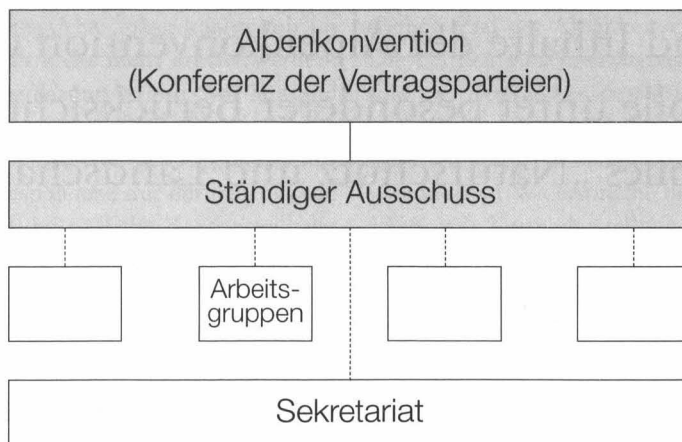 Alpenkonvention
(Konferenz der Vertragsparteien)
Ständiger Ausschuss
Arbeits-
gruppen
Sekretariat